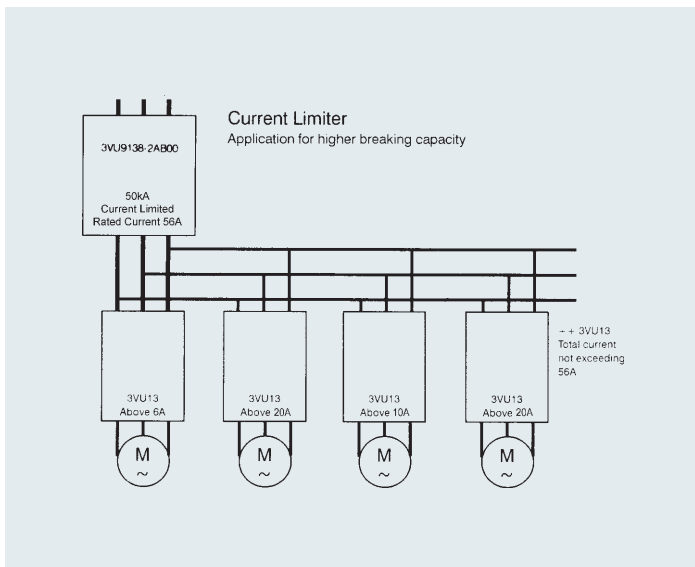 Current Limiter
Application for higher breaking capacity
3VU9138-2AB00
50kA
Current Limited
Rated Current 56A
3VU13
Above 6A
3VU13
Above 20A
3VU13
Above 10A
3VU13
Above 20A
-- + 3VU13
Total current
not exceeding
56A
M
~
M
~
M
~
M
~